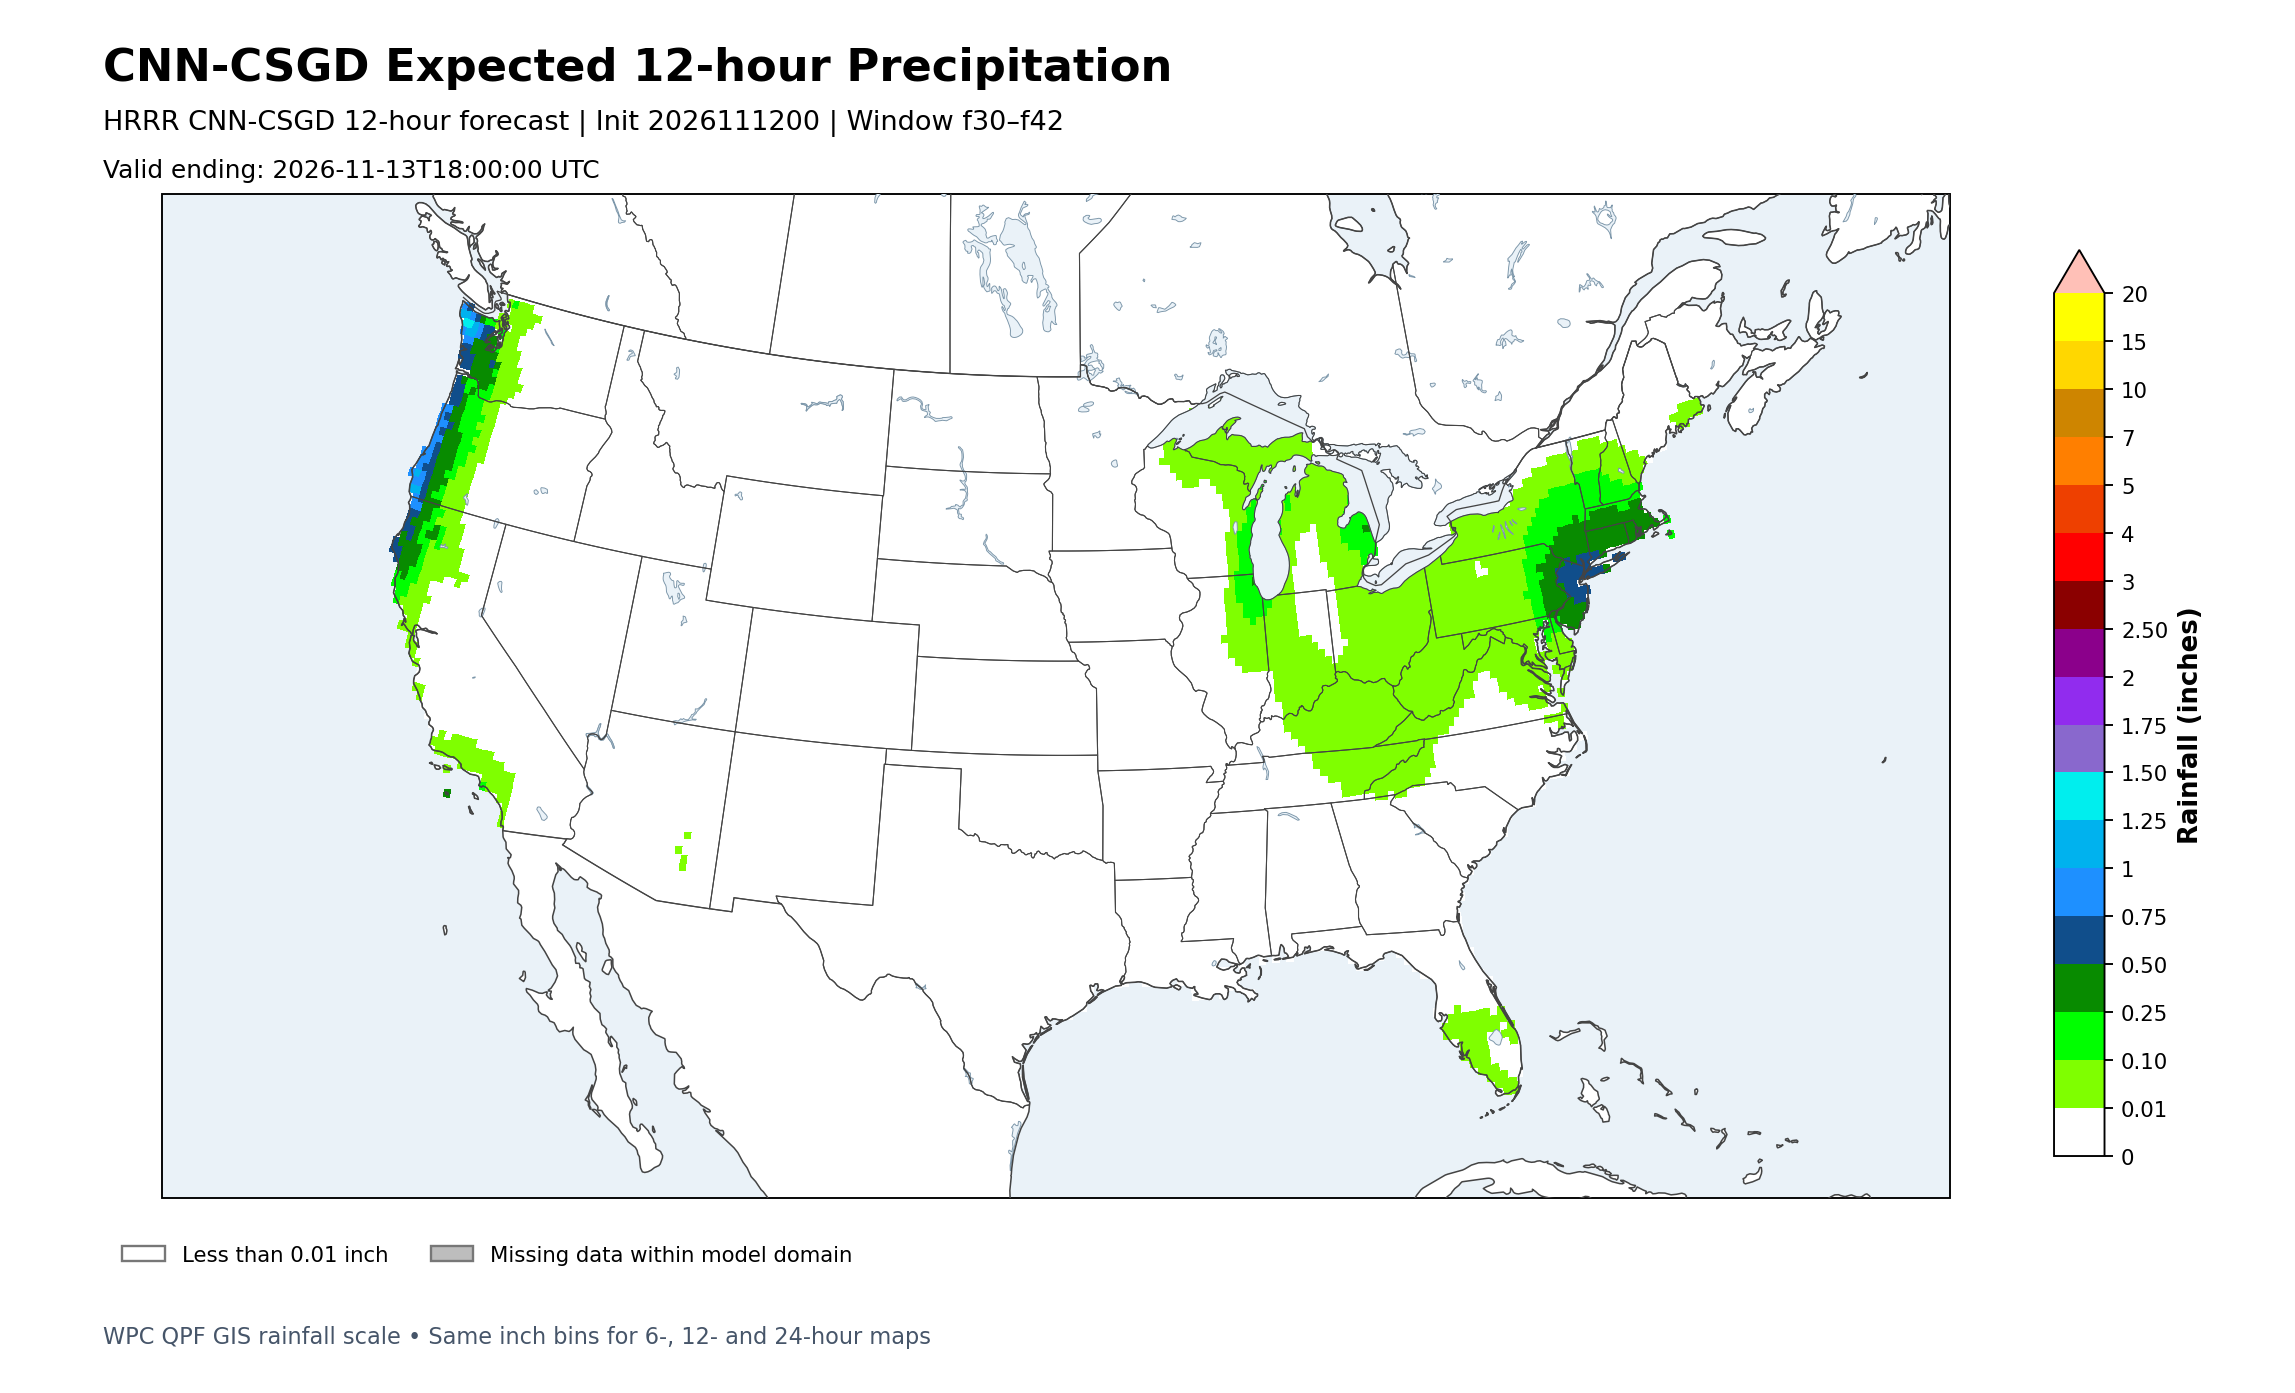 CNN-CSGD Expected 12-hour Precipitation
HRRR CNN-CSGD 12-hour forecast | Init 2026111200 | Window f30–f42
Valid ending: 2026-11-13T18:00:00 UTC
20
15
10
7
5
4
3
2.50
2
1.75
1.50
1.25
1
0.75
0.50
0.25
0.10
0.01
0
Rainfall (inches)
Less than 0.01 inch
Missing data within model domain
WPC QPF GIS rainfall scale • Same inch bins for 6-, 12- and 24-hour maps